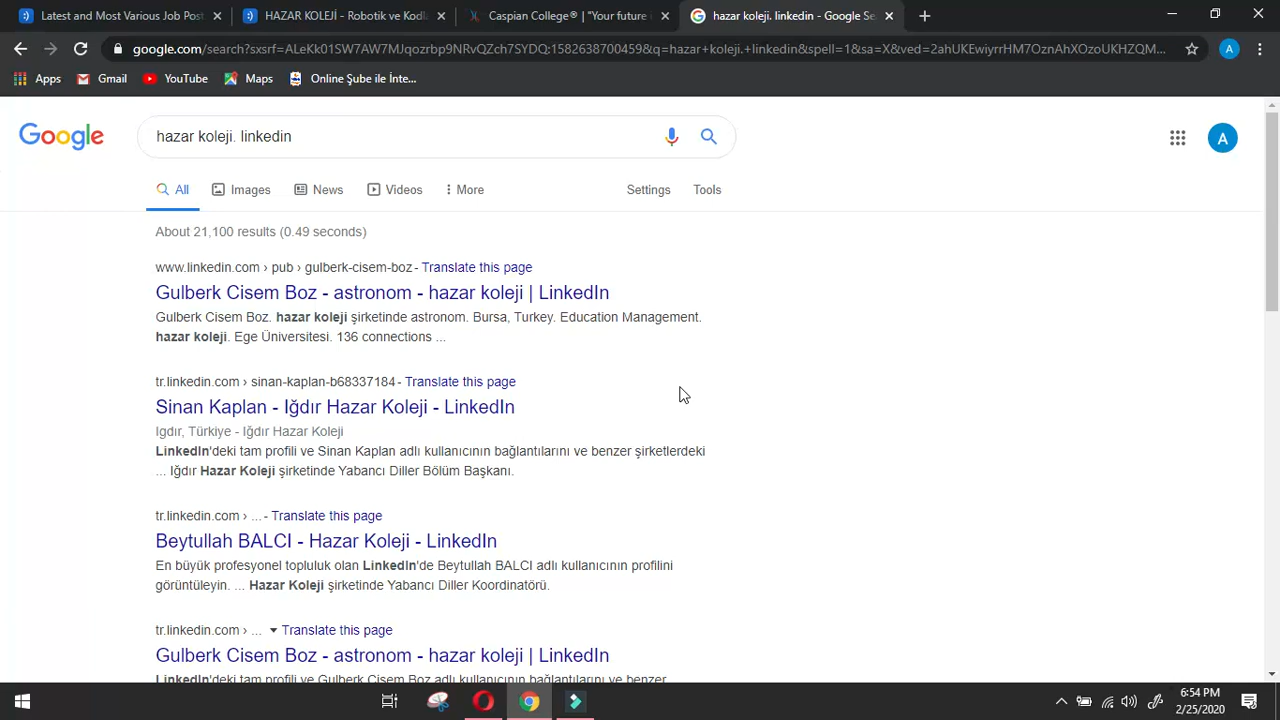 Latest and Most Various Job Post
HAZAR KOLEJİ - Robotik ve Kodla
Caspian College® | "Your future
hazar koleji. linkedin - Google Se
google.com/search?sxsrf=ALeKk01SW7AW7MJqozrbp9NRvQZch7SYDQ:1582638700459&q=hazar+koleji.+linkedin&spell=1&sa=X&ved=2ahUKEwiyrrHM7OznAhXOzoUKHZQM...
A
Apps
Gmail
YouTube
Maps
Online Şube ile İnte...
Google
hazar koleji. linkedin
A
All
Images
News
Videos
More
Settings
Tools
About 21,100 results (0.49 seconds)
www.linkedin.com › pub › gulberk-cisem-boz - Translate this page
Gulberk Cisem Boz - astronom - hazar koleji | LinkedIn
Gulberk Cisem Boz. hazar koleji şirketinde astronom. Bursa, Turkey. Education Management.
hazar koleji. Ege Üniversitesi. 136 connections ...
tr.linkedin.com › sinan-kaplan-b68337184 - Translate this page
Sinan Kaplan - Iğdır Hazar Koleji - LinkedIn
Igdır, Türkiye - Iğdır Hazar Koleji
LinkedIn'deki tam profili ve Sinan Kaplan adlı kullanıcının bağlantılarını ve benzer şirketlerdeki
... Iğdır Hazar Koleji şirketinde Yabancı Diller Bölüm Başkanı.
tr.linkedin.com › ... - Translate this page
Beytullah BALCI - Hazar Koleji - LinkedIn
En büyük profesyonel topluluk olan LinkedIn'de Beytullah BALCI adlı kullanıcının profilini
görüntüleyin. ... Hazar Koleji şirketinde Yabancı Diller Koordinatörü.
tr.linkedin.com › ... Translate this page
Gulberk Cisem Boz - astronom - hazar koleji | LinkedIn
LinkedIn'deki tam profili ve Gulberk Cisem Boz adlı kullanıcının bağlantılarını ve benzer
6:54 PM
2/25/2020